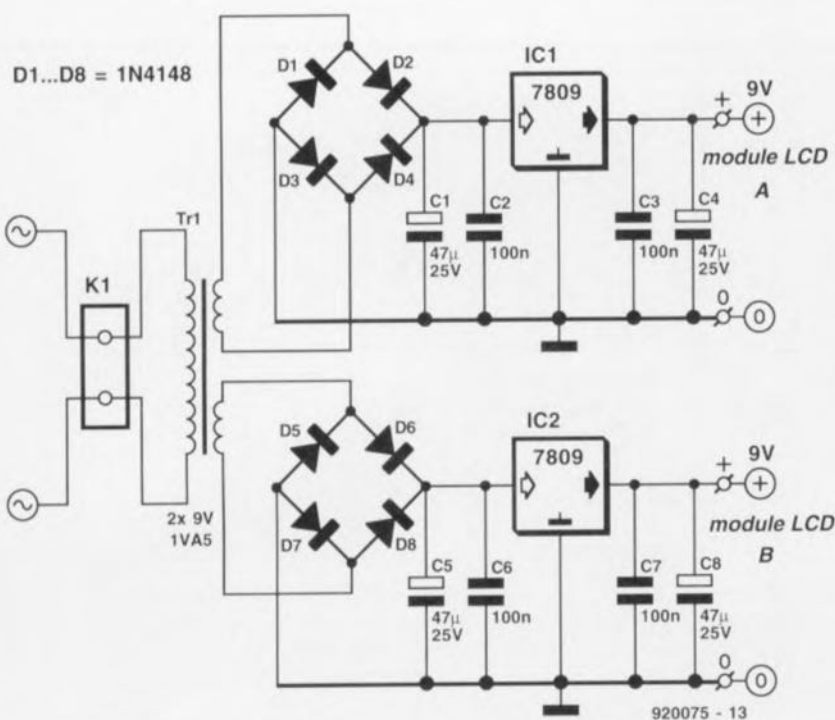 D1...D8 = 1N4148
D1
D2
D3
D4
IC1
7809
+
9V
+
module LCD
A
C1
47µ
25V
C2
100n
C3
100n
C4
47µ
25V
0
0
Tr1
K1
2x 9V
1VA5
D5
D6
D7
D8
IC2
7809
+
9V
+
module LCD
B
C5
47µ
25V
C6
100n
C7
100n
C8
47µ
25V
0
0
920075 - 13